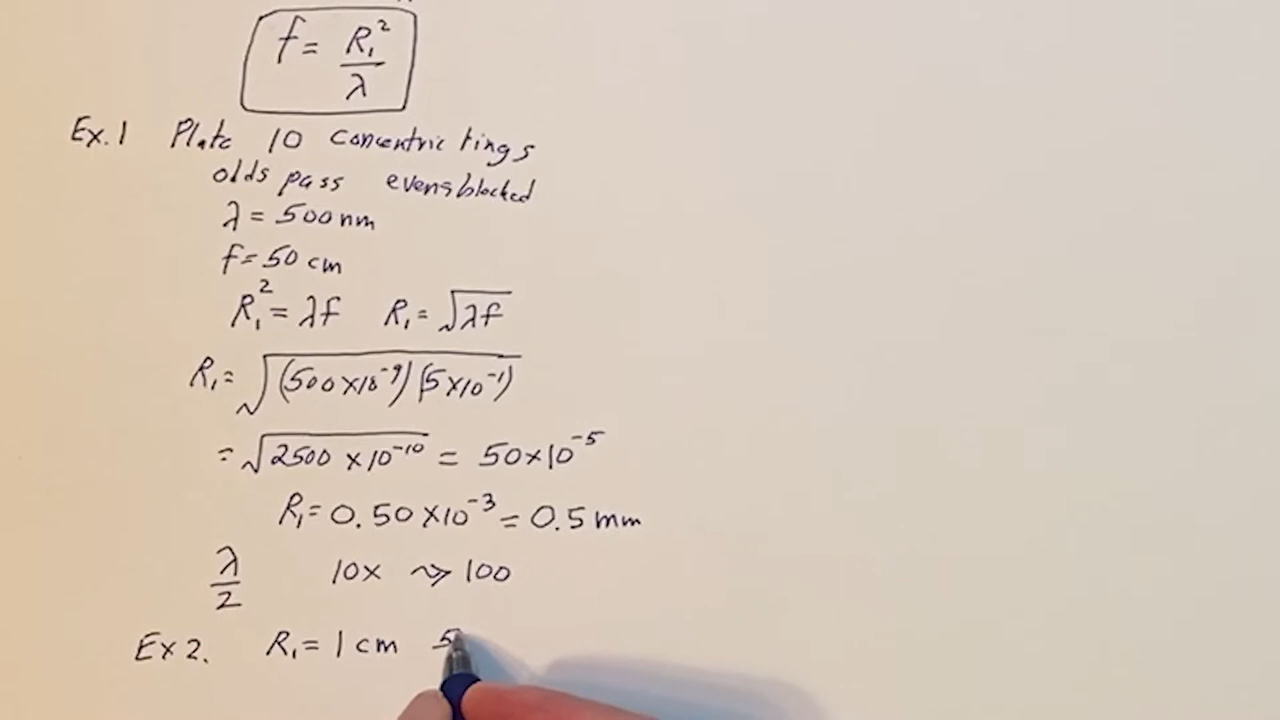 f = R₁²/λ
Ex. 1 Plate 10 concentric rings
odds pass evens blocked
λ = 500 nm
f = 50 cm
R₁² = λf R₁ = √λf
R₁ = √(500×10⁻⁹)(5×10⁻¹)
= √2500 ×10⁻¹⁰ = 50×10⁻⁵
R₁ = 0.50×10⁻³ = 0.5 mm
λ/2 10x ⇝ 100
Ex 2. R₁ = 1 cm 5